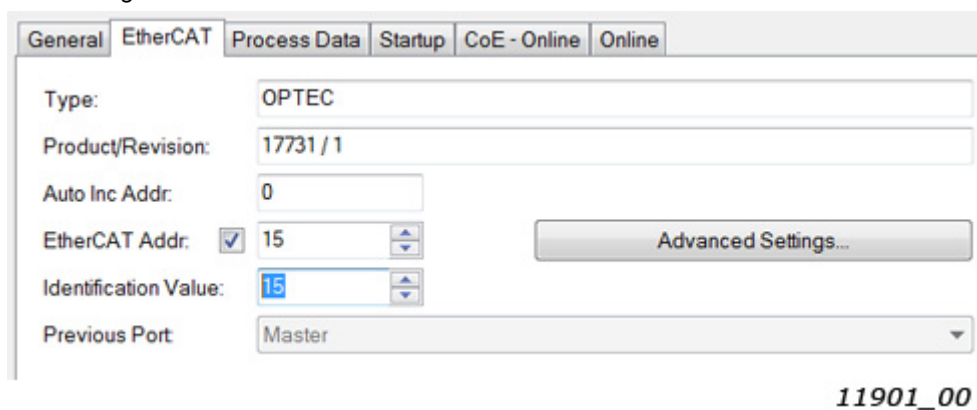 General EtherCAT Process Data Startup CoE - Online Online
Type: OPTEC
Product/Revision: 17731 / 1
Auto Inc Addr: 0
EtherCAT Addr: 15 Advanced Settings...
Identification Value: 15
Previous Port: Master
11901_00